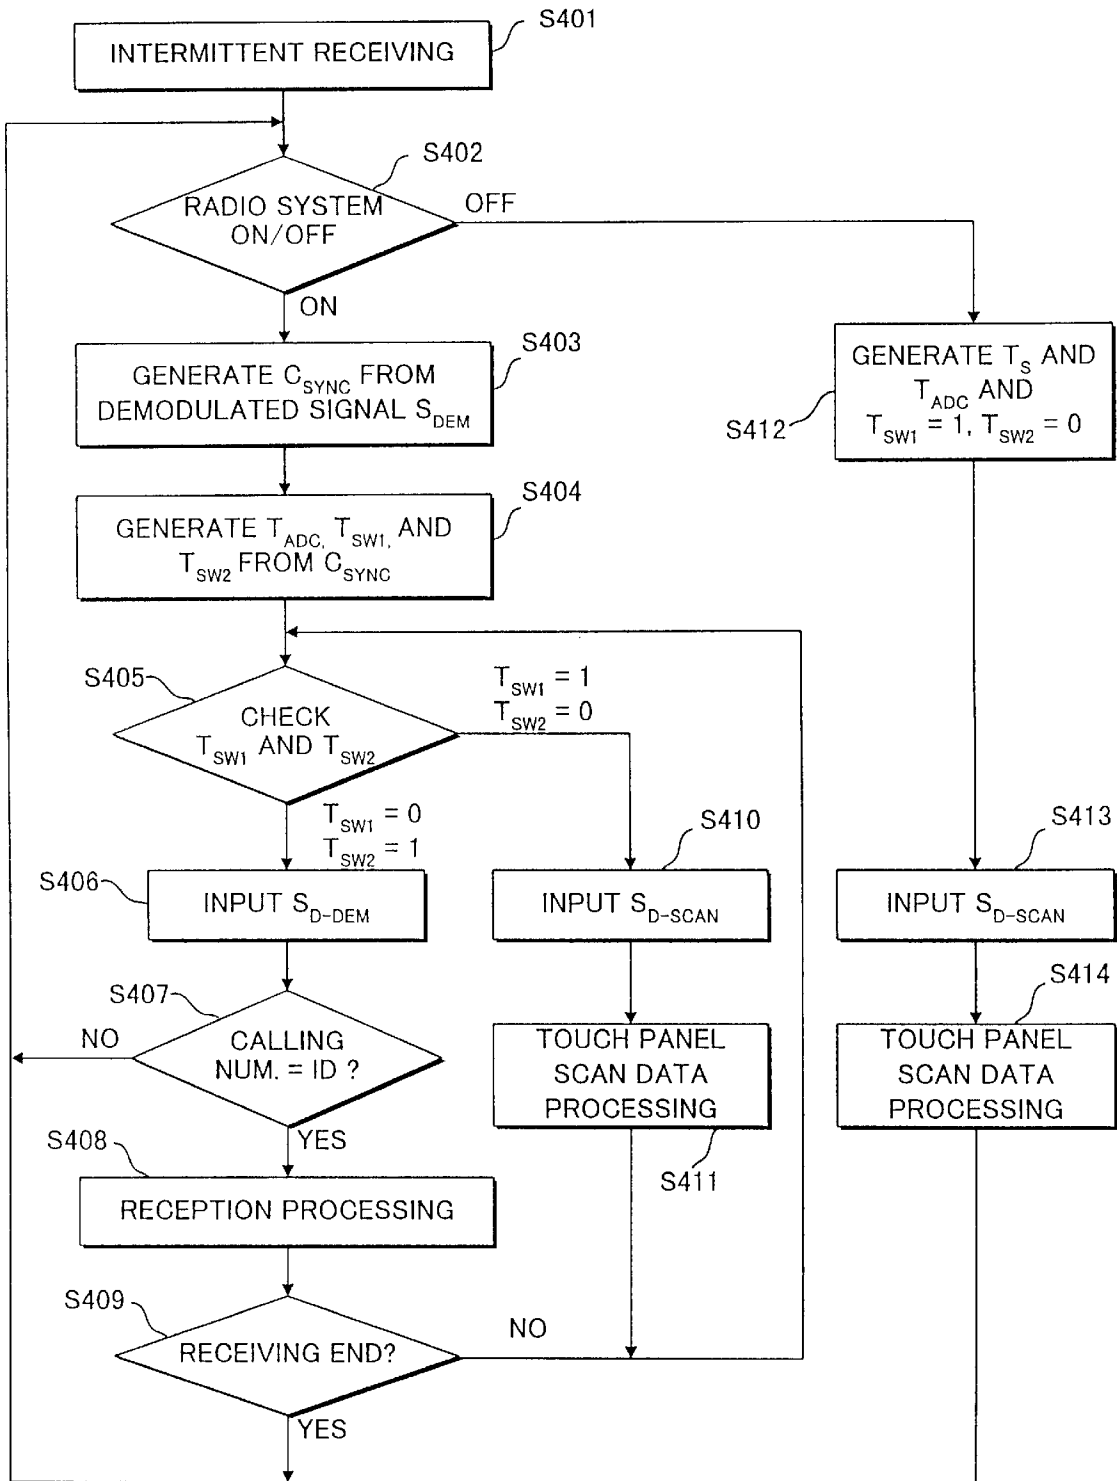 S401
INTERMITTENT RECEIVING
S402
RADIO SYSTEM
ON/OFF
OFF
ON
S403
GENERATE C_SYNC FROM
DEMODULATED SIGNAL S_DEM
S412
GENERATE T_S AND
T_ADC AND
T_SW1 = 1, T_SW2 = 0
S404
GENERATE T_ADC, T_SW1, AND
T_SW2 FROM C_SYNC
S405
CHECK
T_SW1 AND T_SW2
T_SW1 = 1
T_SW2 = 0
T_SW1 = 0
T_SW2 = 1
S406
INPUT S_D-DEM
S410
INPUT S_D-SCAN
S413
INPUT S_D-SCAN
S407
CALLING
NUM. = ID ?
NO
YES
TOUCH PANEL
SCAN DATA
PROCESSING
S411
S414
TOUCH PANEL
SCAN DATA
PROCESSING
S408
RECEPTION PROCESSING
S409
RECEIVING END?
NO
YES